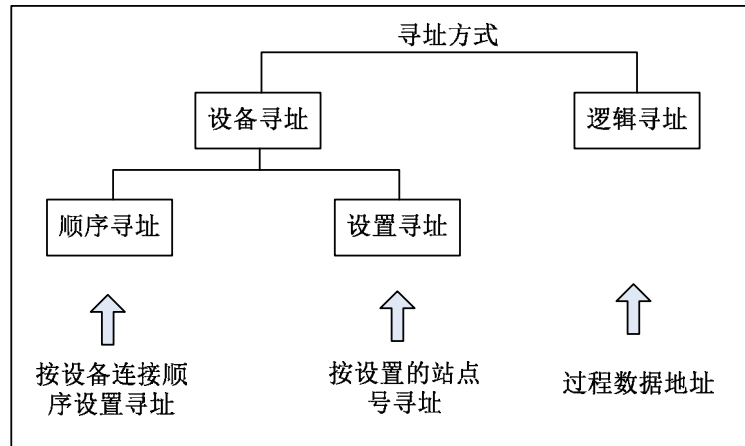 寻址方式
设备寻址
逻辑寻址
顺序寻址
设置寻址
按设备连接顺
序设置寻址
按设置的站点
号寻址
过程数据地址